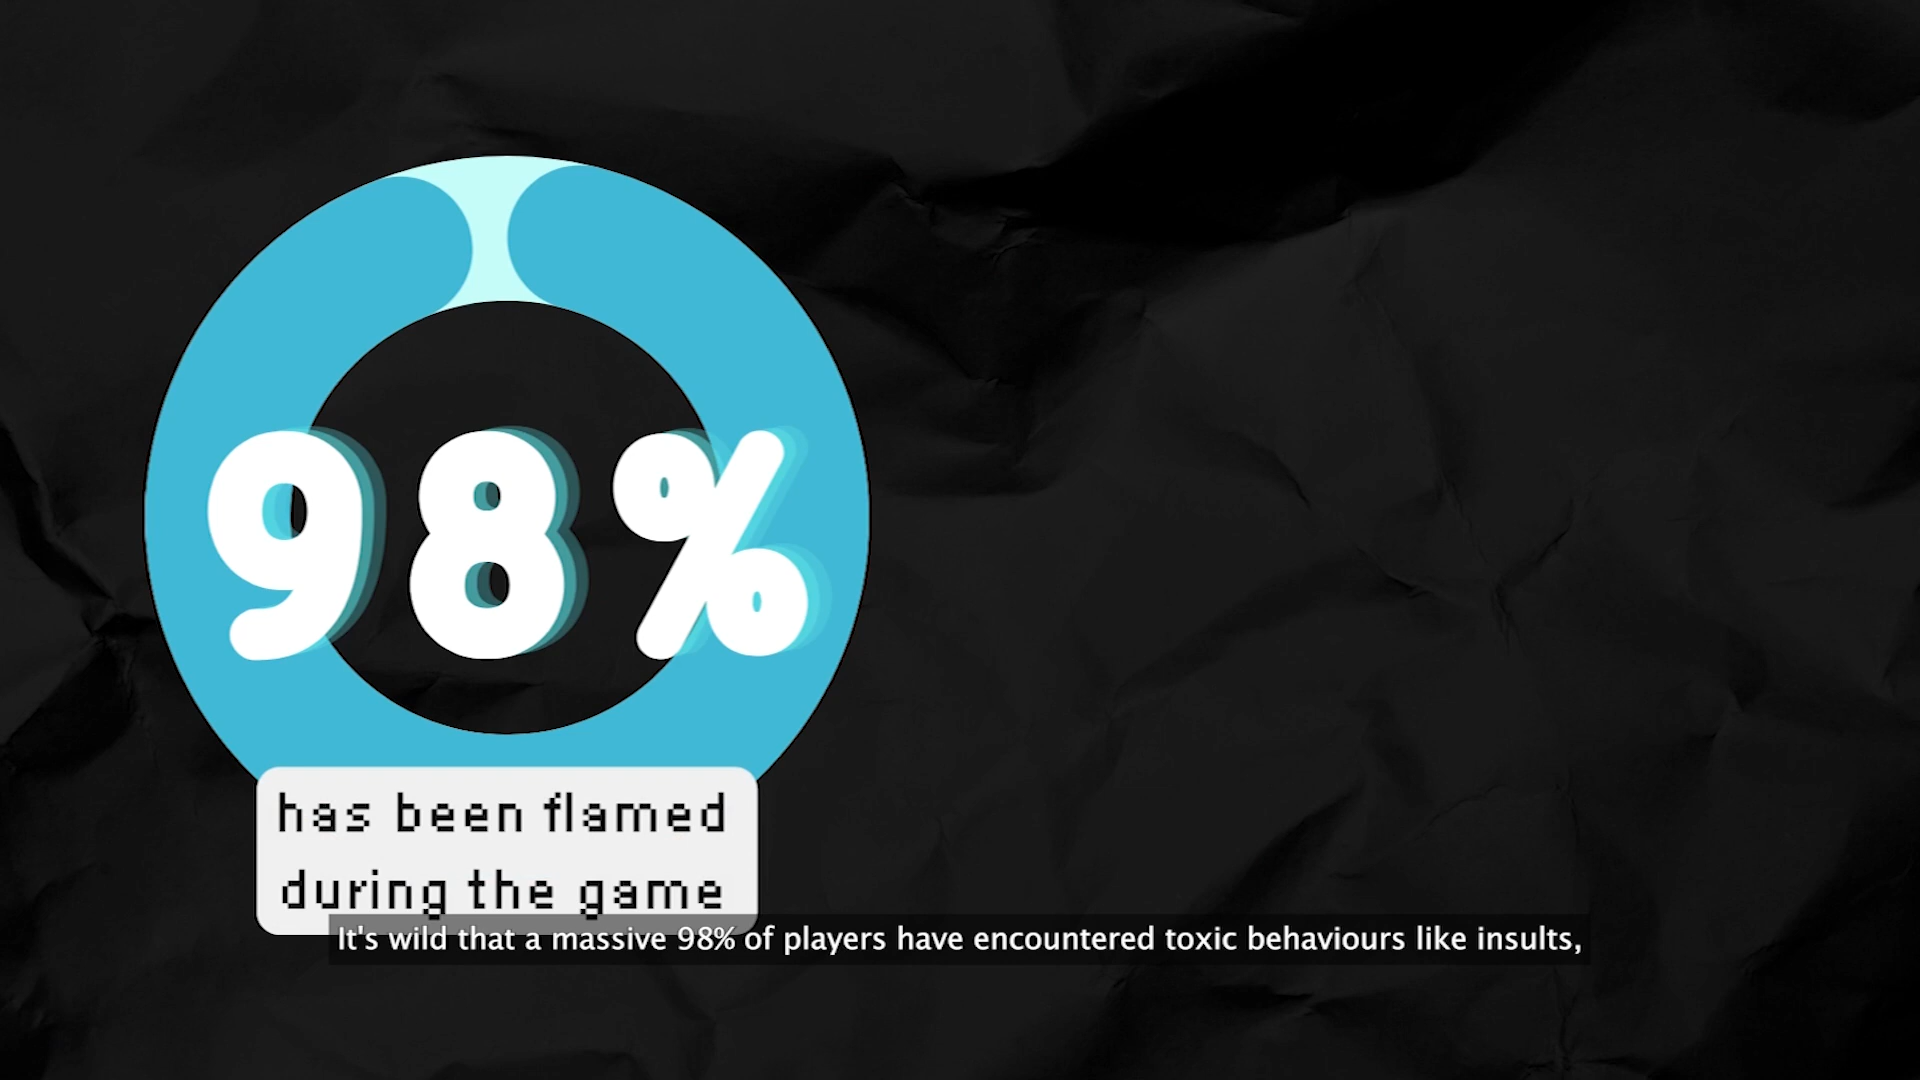 98%
has been flamed
during the game
It's wild that a massive 98% of players have encountered toxic behaviours like insults,